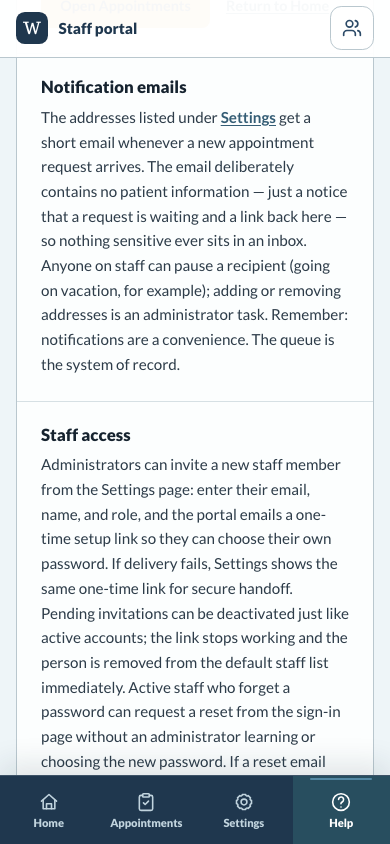 Open Appointments
Return to Home
W
Staff portal
Notification emails
The addresses listed under Settings get a
short email whenever a new appointment
request arrives. The email deliberately
contains no patient information — just a notice
that a request is waiting and a link back here —
so nothing sensitive ever sits in an inbox.
Anyone on staff can pause a recipient (going
on vacation, for example); adding or removing
addresses is an administrator task. Remember:
notifications are a convenience. The queue is
the system of record.
Staff access
Administrators can invite a new staff member
from the Settings page: enter their email,
name, and role, and the portal emails a one-
time setup link so they can choose their own
password. If delivery fails, Settings shows the
same one-time link for secure handoff.
Pending invitations can be deactivated just like
active accounts; the link stops working and the
person is removed from the default staff list
immediately. Active staff who forget a
password can request a reset from the sign-in
page without an administrator learning or
choosing the new password. If a reset email
Home
Appointments
Settings
Help